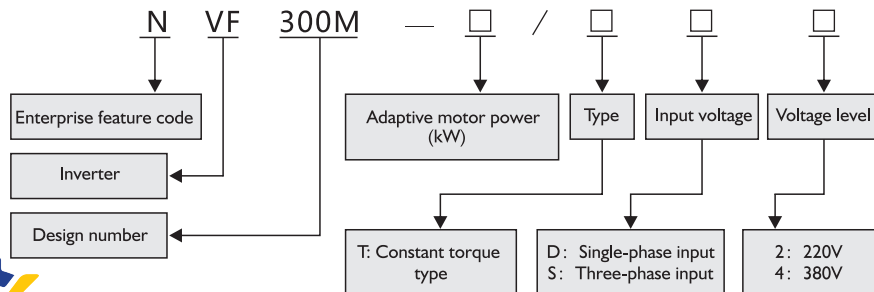 N VF 300M — □ / □ □ □
Enterprise feature code
Adaptive motor power
(kW)
Type
Input voltage
Voltage level
Inverter
Design number
T: Constant torque
type
D: Single-phase input
S: Three-phase input
2: 220V
4: 380V